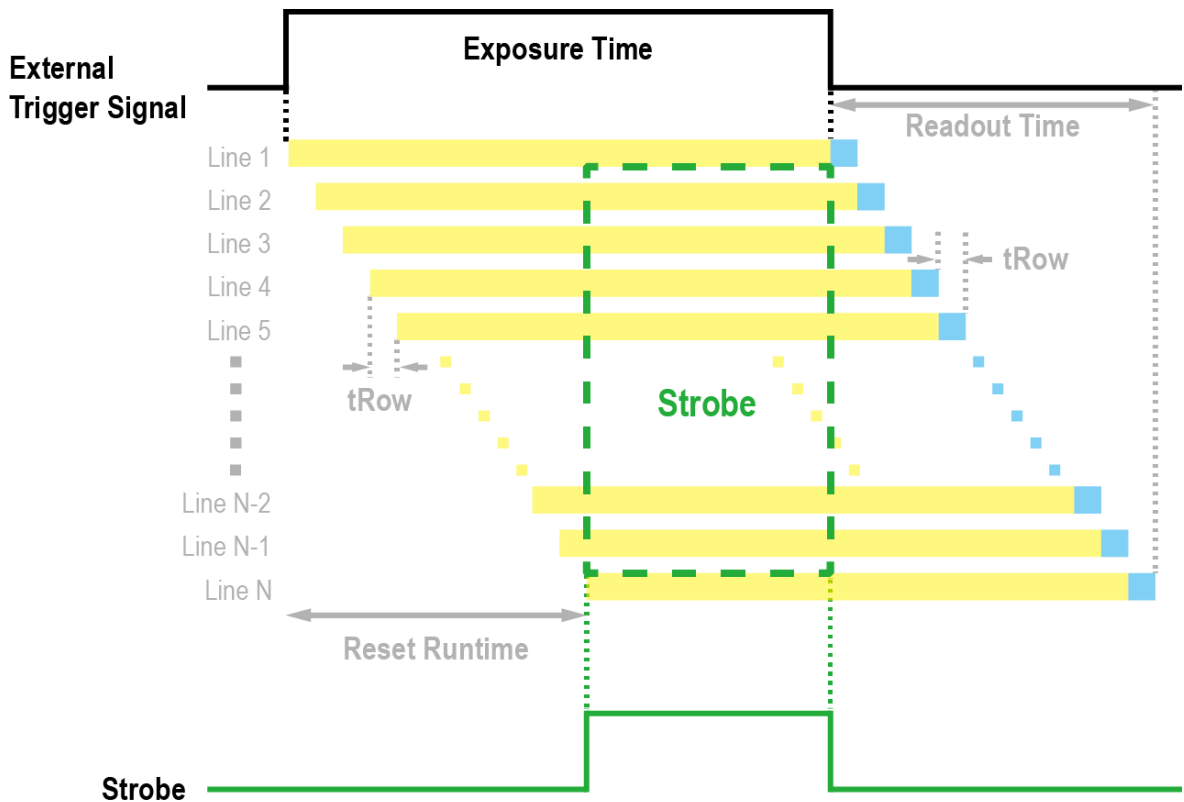 Exposure Time
External
Trigger Signal
Readout Time
Line 1
Line 2
Line 3
tRow
Line 4
Line 5
tRow
Strobe
Line N-2
Line N-1
Line N
Reset Runtime
Strobe